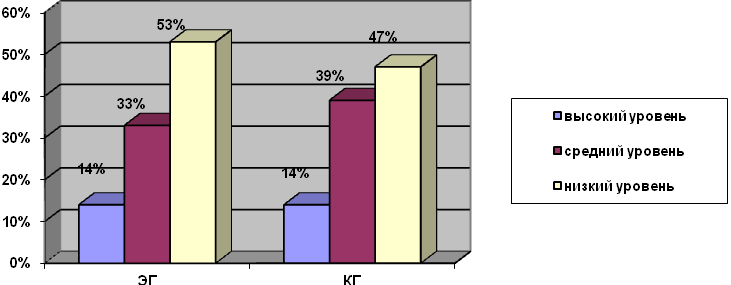 60%
50%
40%
30%
20%
10%
0%
14%
33%
53%
14%
39%
47%
ЭГ
КГ
высокий уровень
средний уровень
низкий уровень